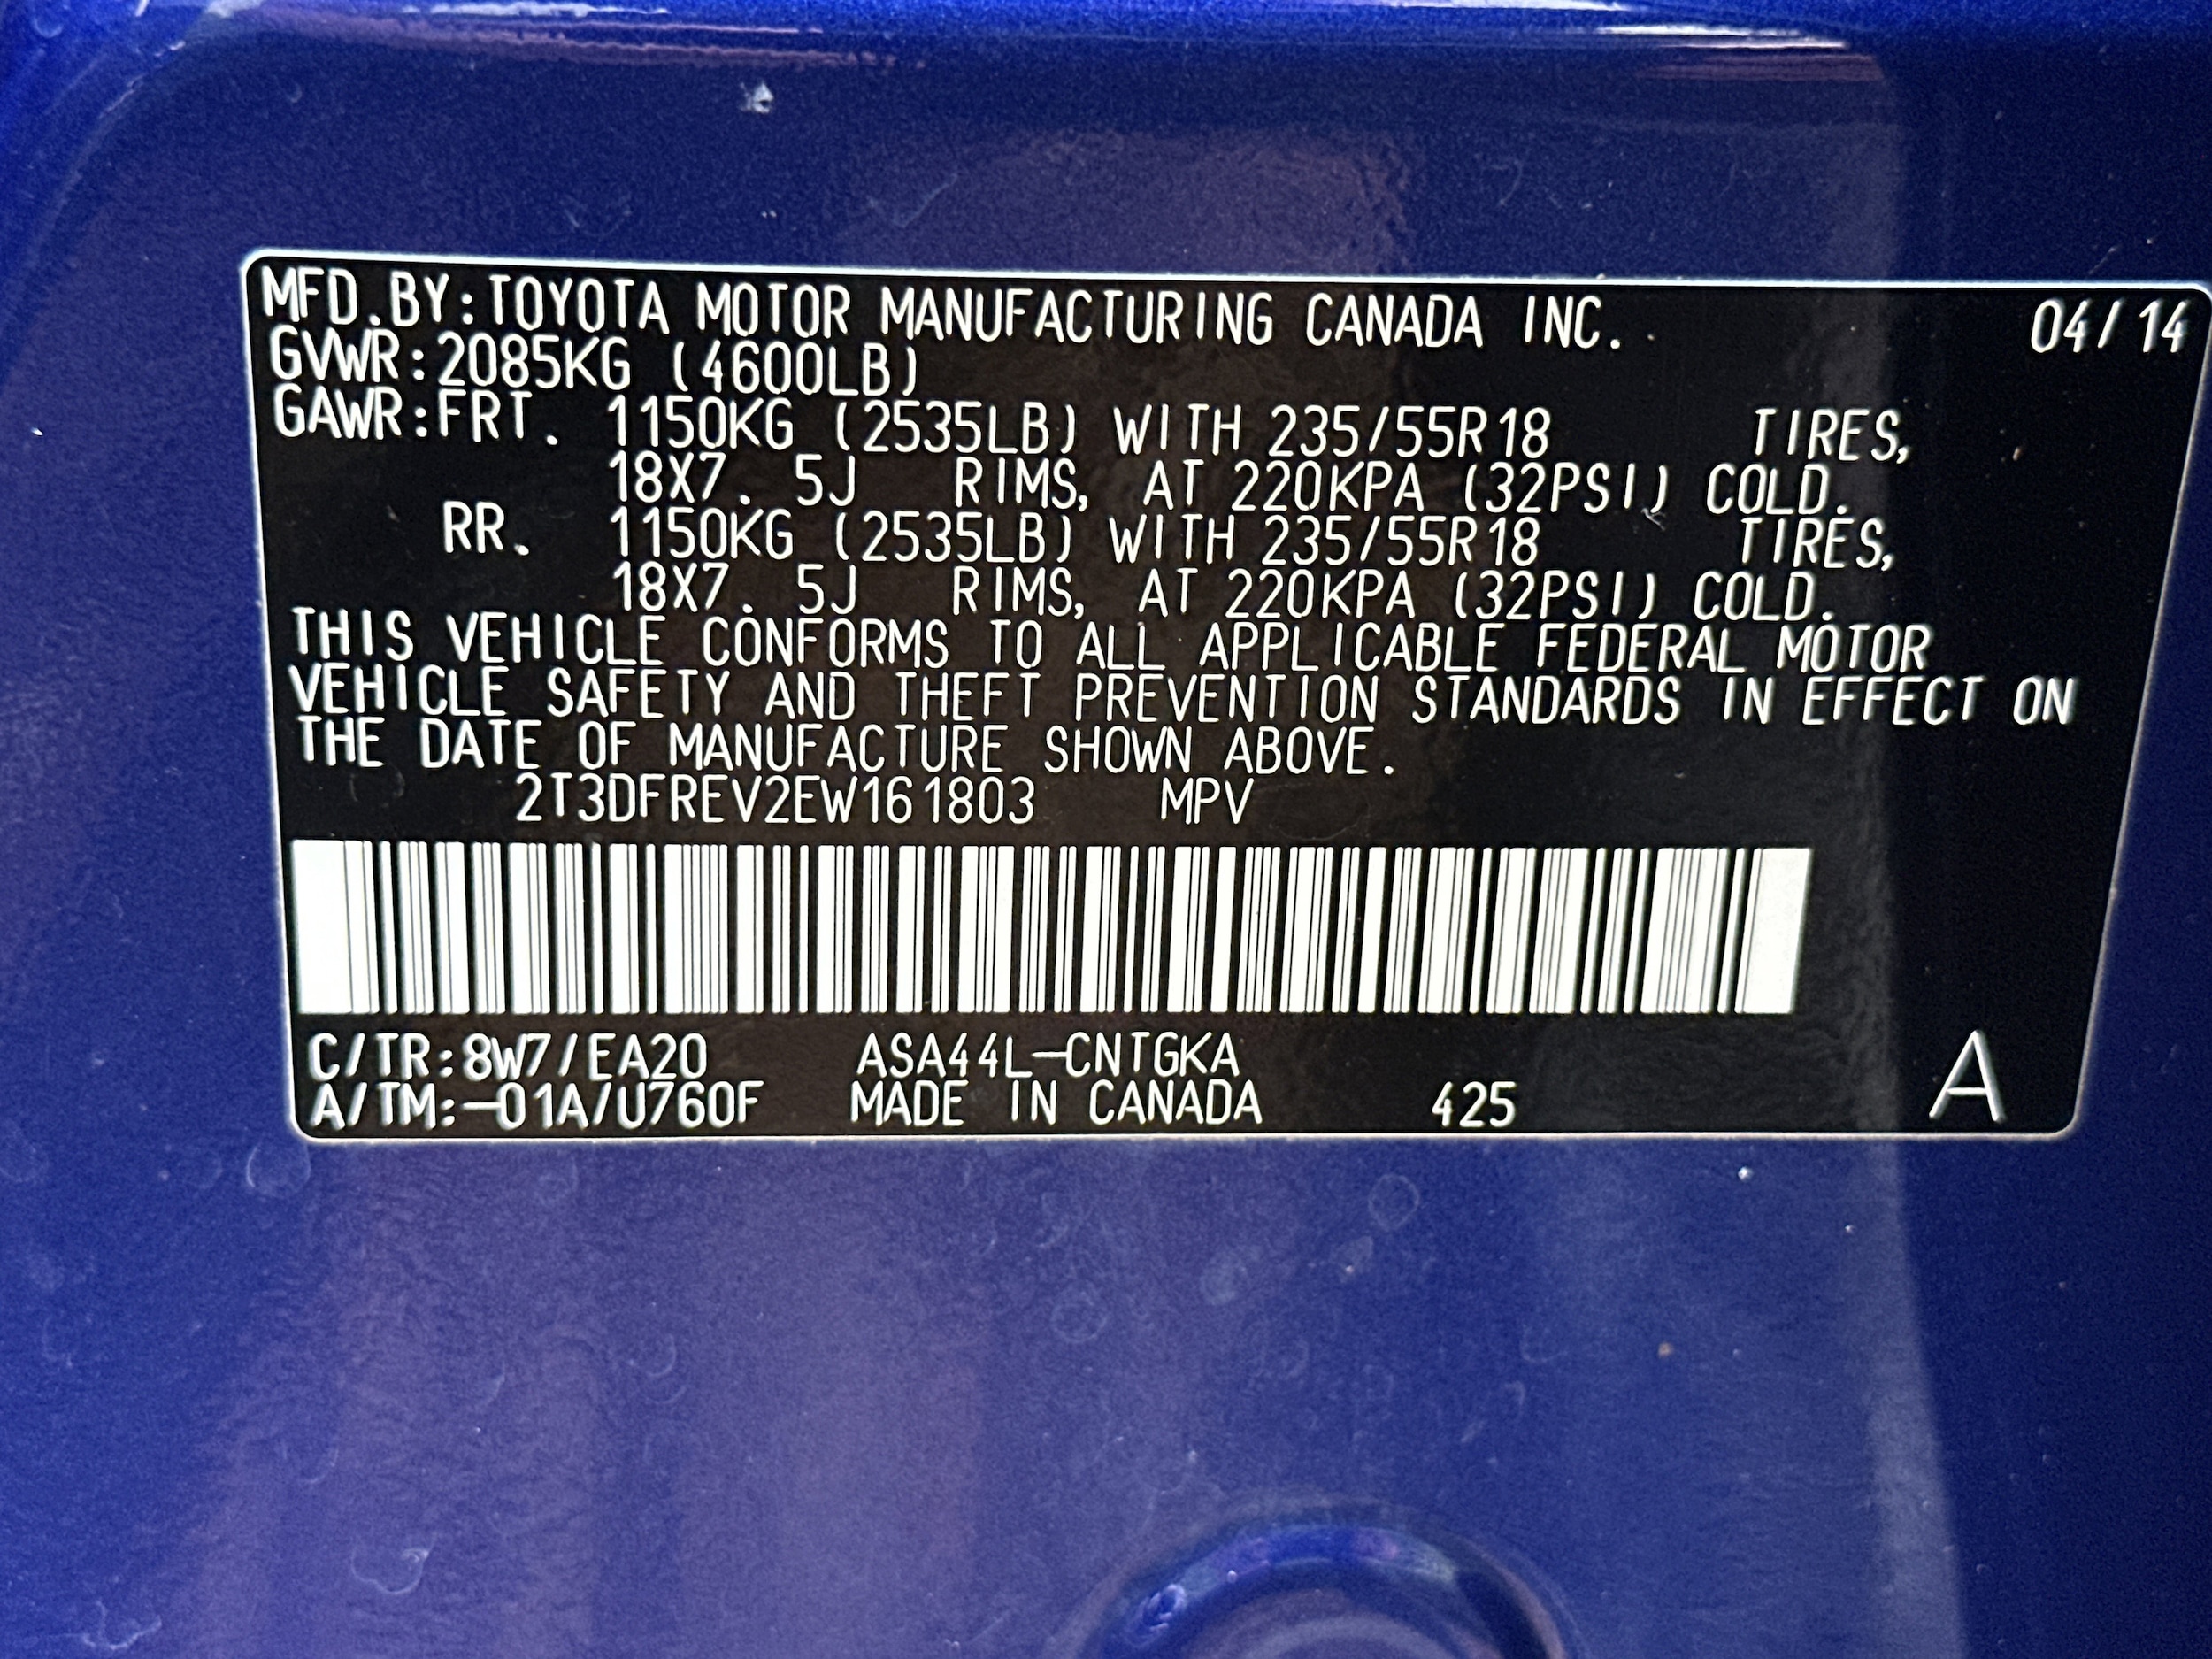 MFD.BY:TOYOTA MOTOR MANUFACTURING CANADA INC. 04/14
GVWR:2085KG (4600LB)
GAWR:FRT. 1150KG (2535LB) WITH 235/55R18 TIRES,
18X7.5J RIMS, AT 220KPA (32PSI) COLD.
RR. 1150KG (2535LB) WITH 235/55R18 TIRES,
18X7.5J RIMS, AT 220KPA (32PSI) COLD.
THIS VEHICLE CONFORMS TO ALL APPLICABLE FEDERAL MOTOR
VEHICLE SAFETY AND THEFT PREVENTION STANDARDS IN EFFECT ON
THE DATE OF MANUFACTURE SHOWN ABOVE.
2T3DFREV2EW161803 MPV
C/TR:8W7/EA20 ASA44L-CNTGKA A
A/TM:-01A/U760F MADE IN CANADA 425